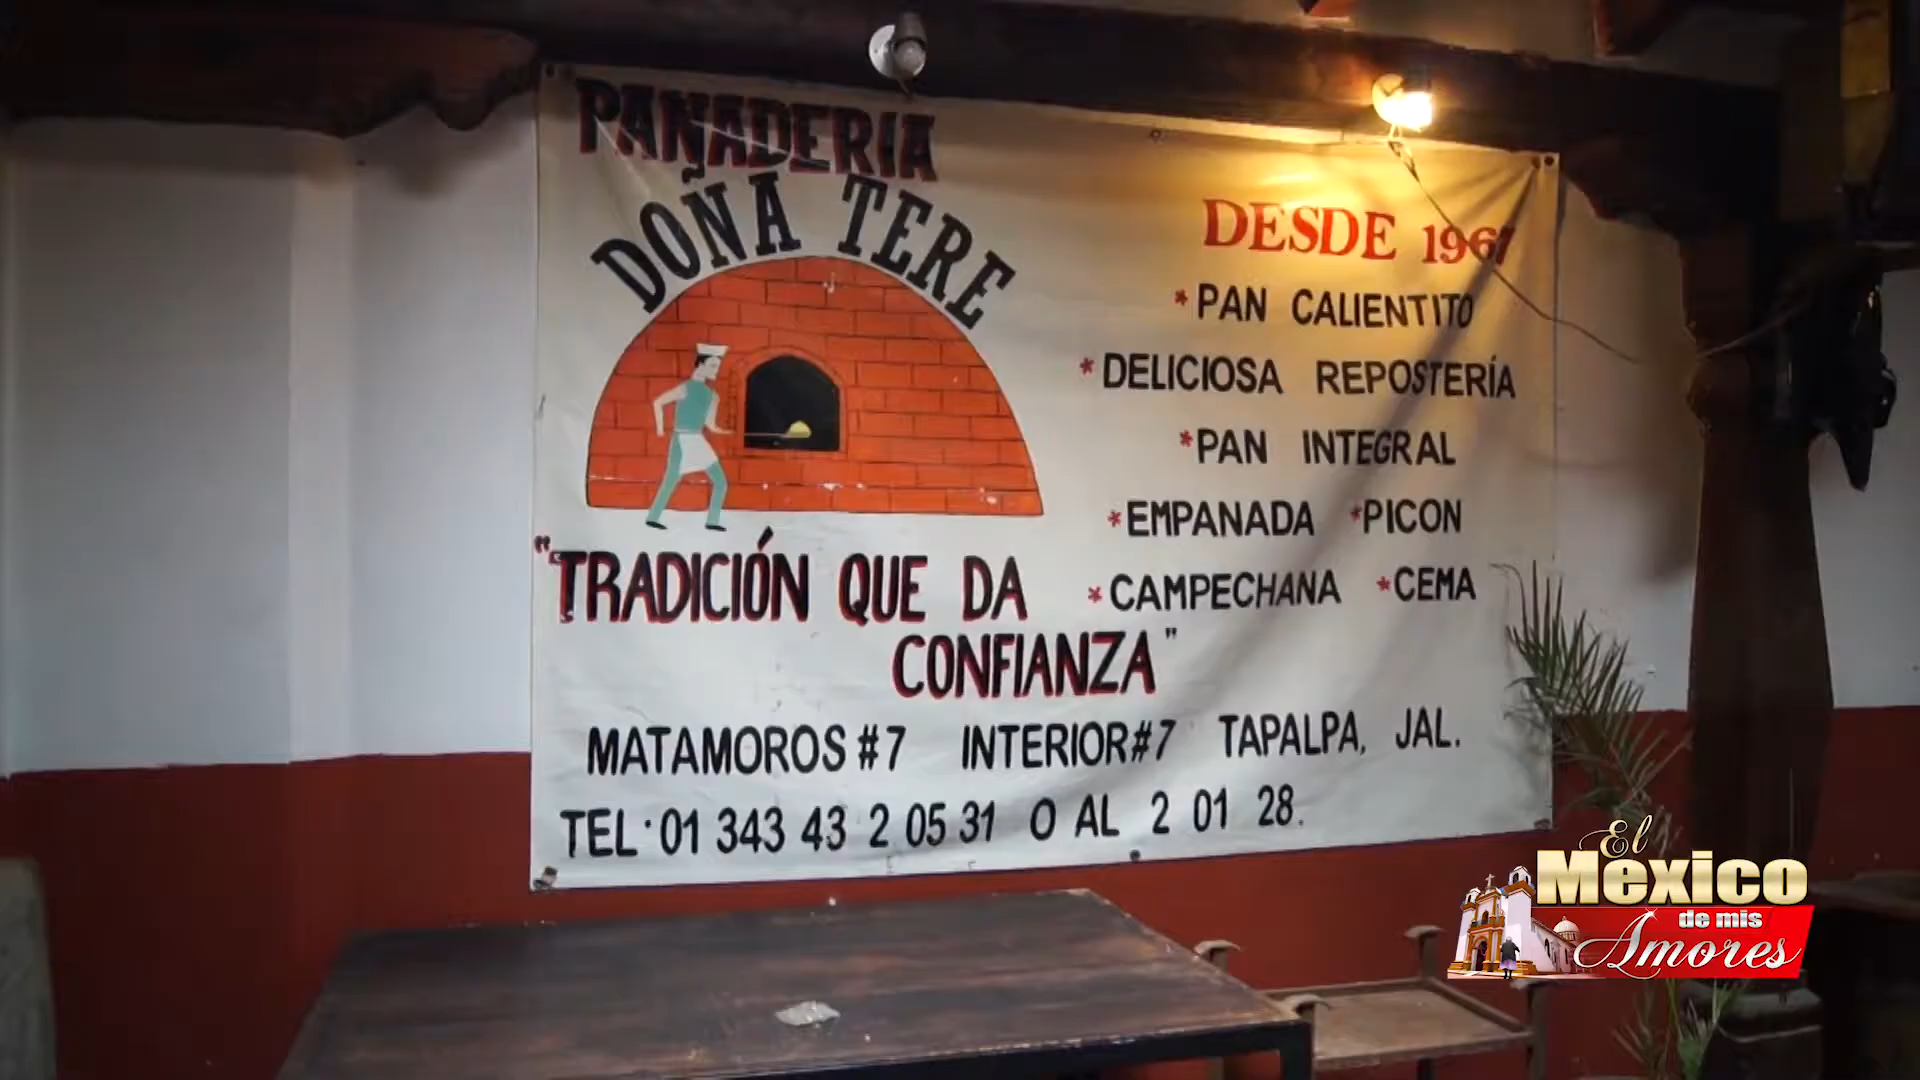 PANADERIA
DOÑA TERE
"TRADICIÓN QUE DA
CONFIANZA"
DESDE 1967
*PAN CALIENTITO
*DELICIOSA REPOSTERÍA
*PAN INTEGRAL
*EMPANADA *PICON
*CAMPECHANA *CEMA
MATAMOROS #7 INTERIOR #7 TAPALPA, JAL.
TEL· 01 343 43 2 05 31 O AL 2 01 28.
El
Mexico
de mis
Amores